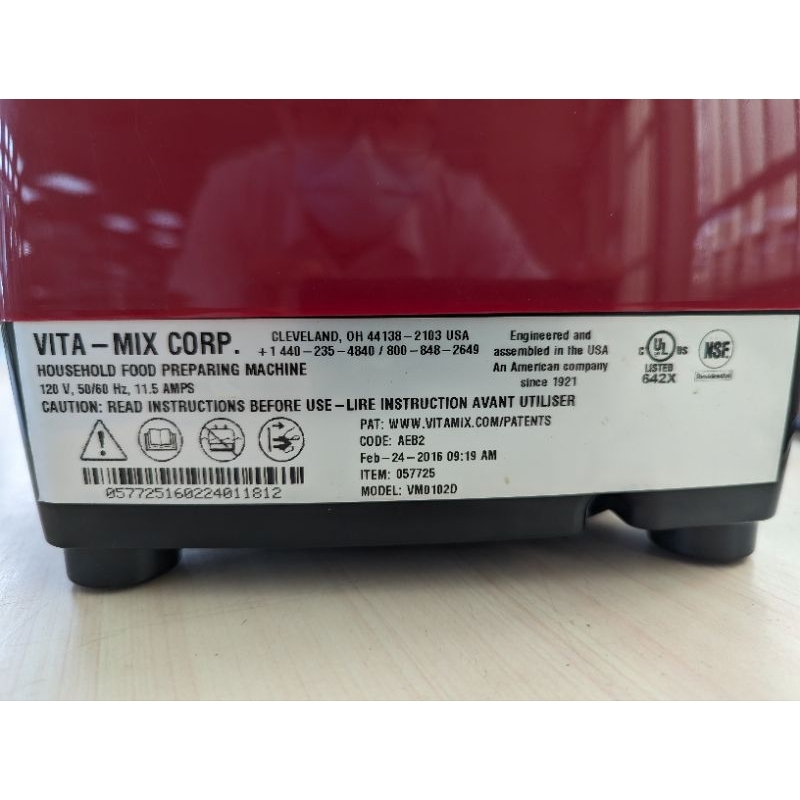 VITA-MIX CORP.
CLEVELAND, OH 44138-2103 USA
+1 440-235-4840 / 800-848-2649
Engineered and
assembled in the USA
An American company
since 1921
C UL US
LISTED
642X
NSF
Residential
HOUSEHOLD FOOD PREPARING MACHINE
120 V, 50/60 Hz, 11.5 AMPS
CAUTION: READ INSTRUCTIONS BEFORE USE-LIRE INSTRUCTION AVANT UTILISER
PAT: WWW.VITAMIX.COM/PATENTS
CODE: AEB2
Feb-24-2016 09:19 AM
ITEM: 057725
MODEL: VM0102D
057725160224011812